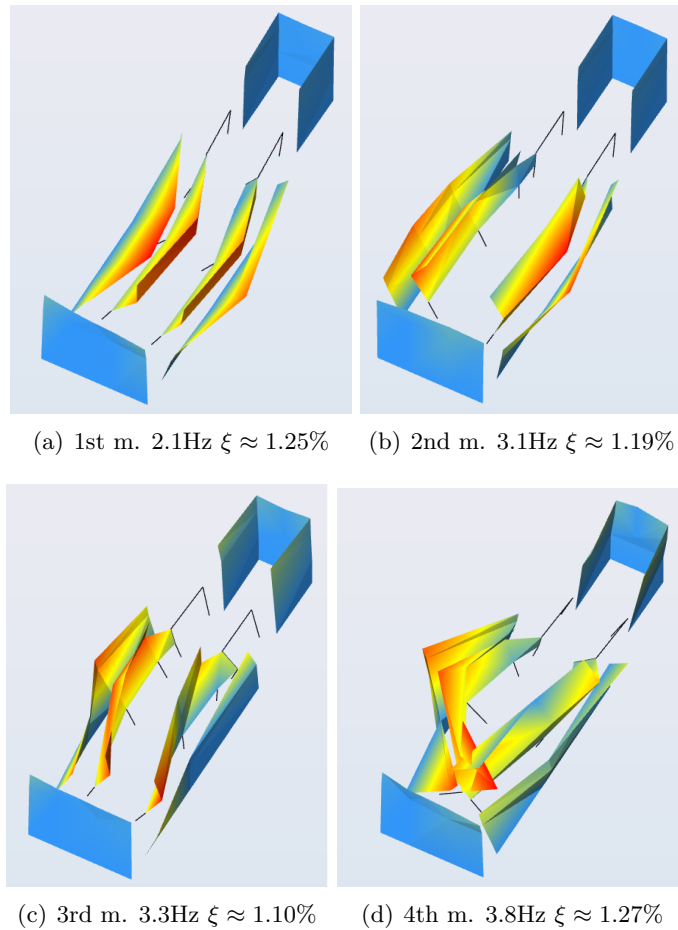 (a) 1st m. 2.1Hz ξ ≈ 1.25%
(b) 2nd m. 3.1Hz ξ ≈ 1.19%
(c) 3rd m. 3.3Hz ξ ≈ 1.10%
(d) 4th m. 3.8Hz ξ ≈ 1.27%